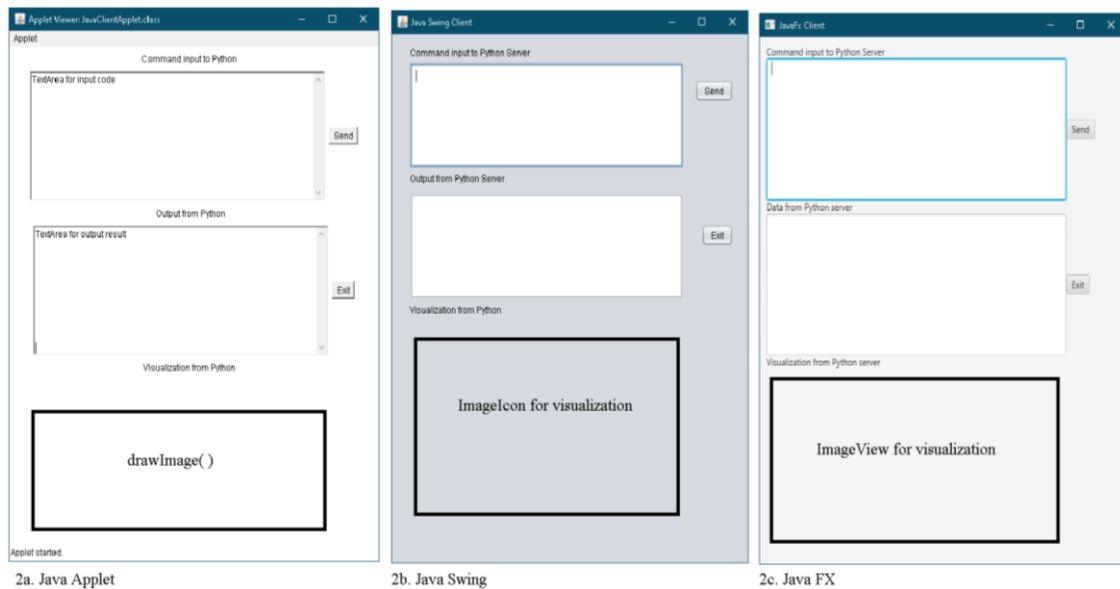 Applet Viewer: JavaClientApplet.class
Applet
Command input to Python
TextArea for input code
Send
Output from Python
TextArea for output result
Exit
Visualization from Python
drawImage( )
Applet started.
2a. Java Applet
Java Swing Client
Command input to Python Server
Send
Output from Python Server
Exit
Visualization from Python
ImageIcon for visualization
2b. Java Swing
JavaFx Client
Command input to Python Server
Send
Data from Python server
Exit
Visualization from Python server
ImageView for visualization
2c. Java FX